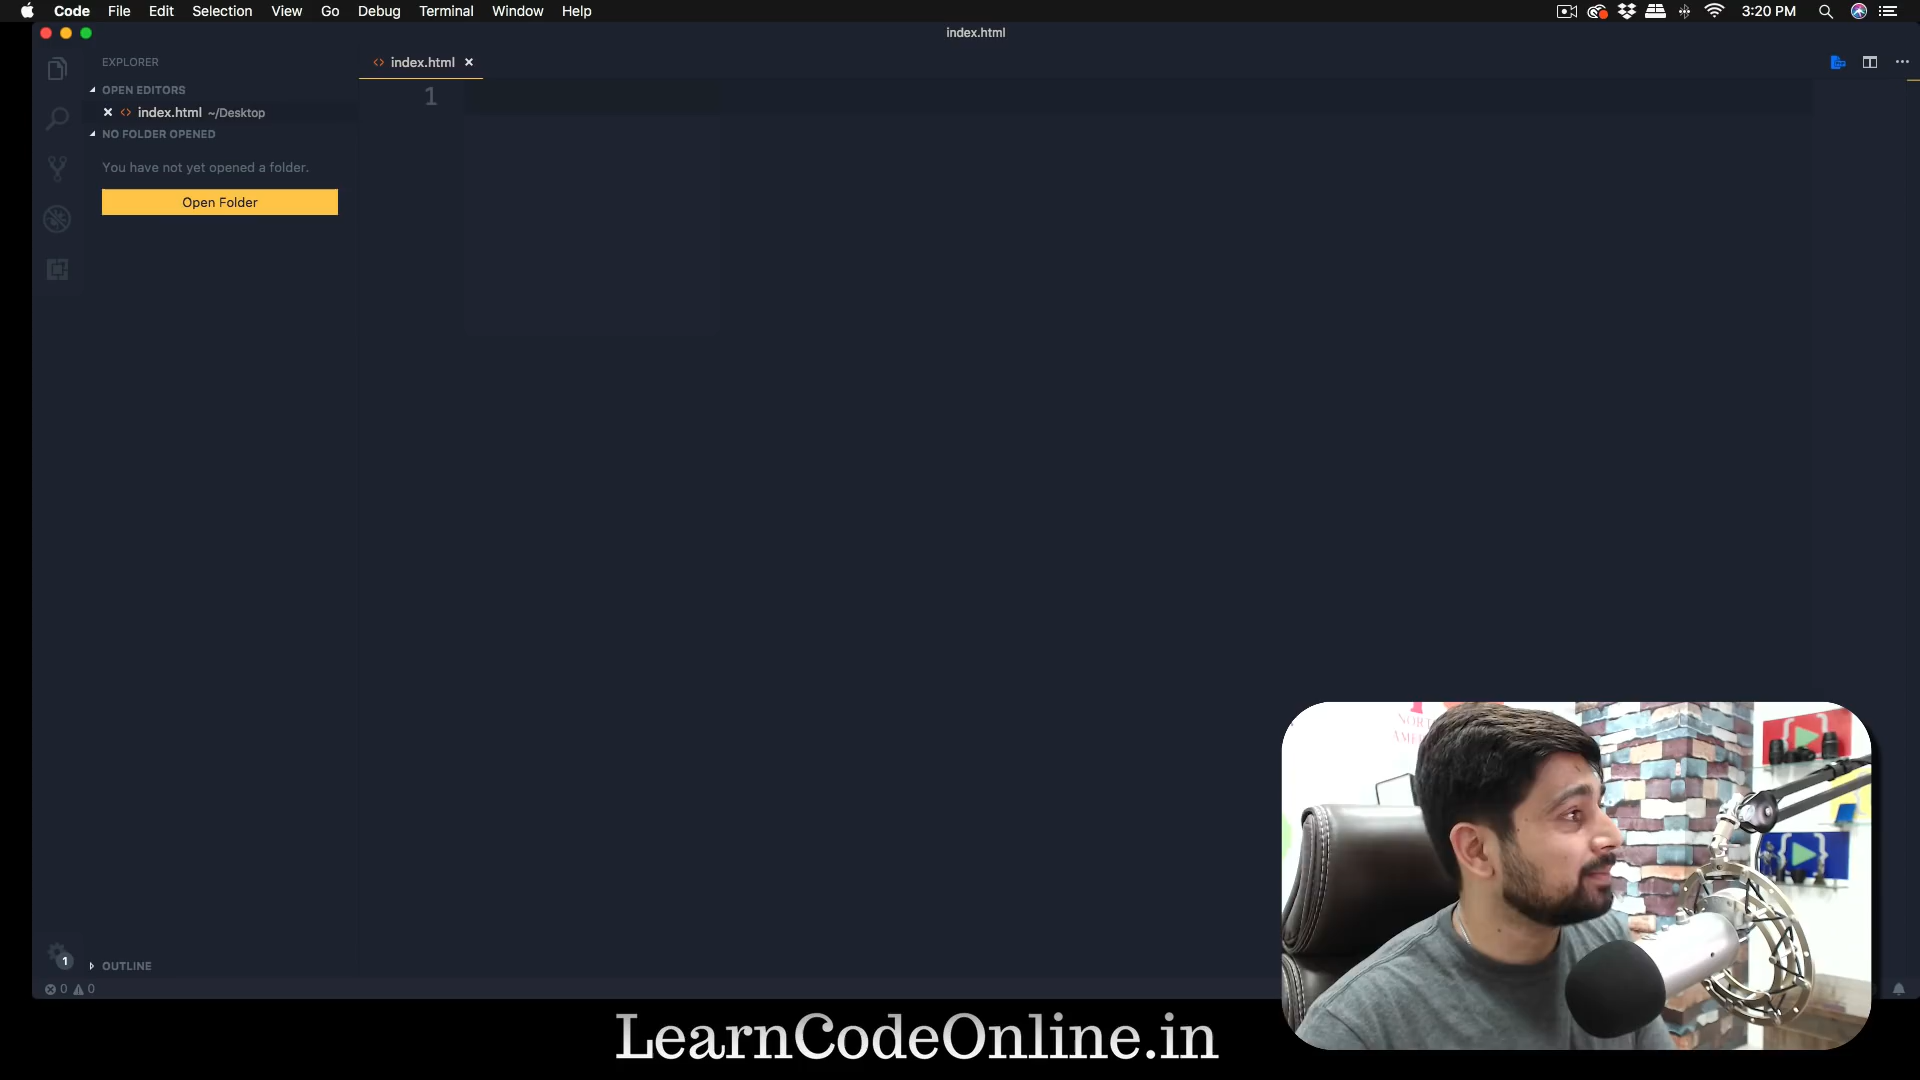 Code File Edit Selection View Go Debug Terminal Window Help 3:20 PM
index.html
EXPLORER
OPEN EDITORS
index.html ~/Desktop
NO FOLDER OPENED
You have not yet opened a folder.
Open Folder
index.html
1
1
OUTLINE
0 0
LearnCodeOnline.in